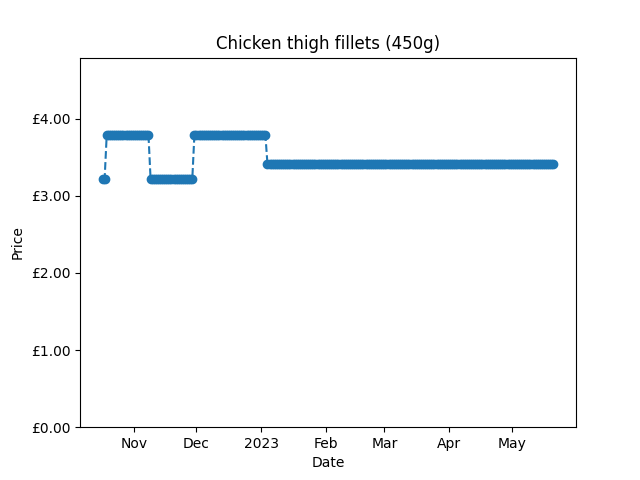 Chicken thigh fillets (450g)
£4.00
£3.00
£2.00
£1.00
£0.00
Price
Nov Dec 2023 Feb Mar Apr May
Date